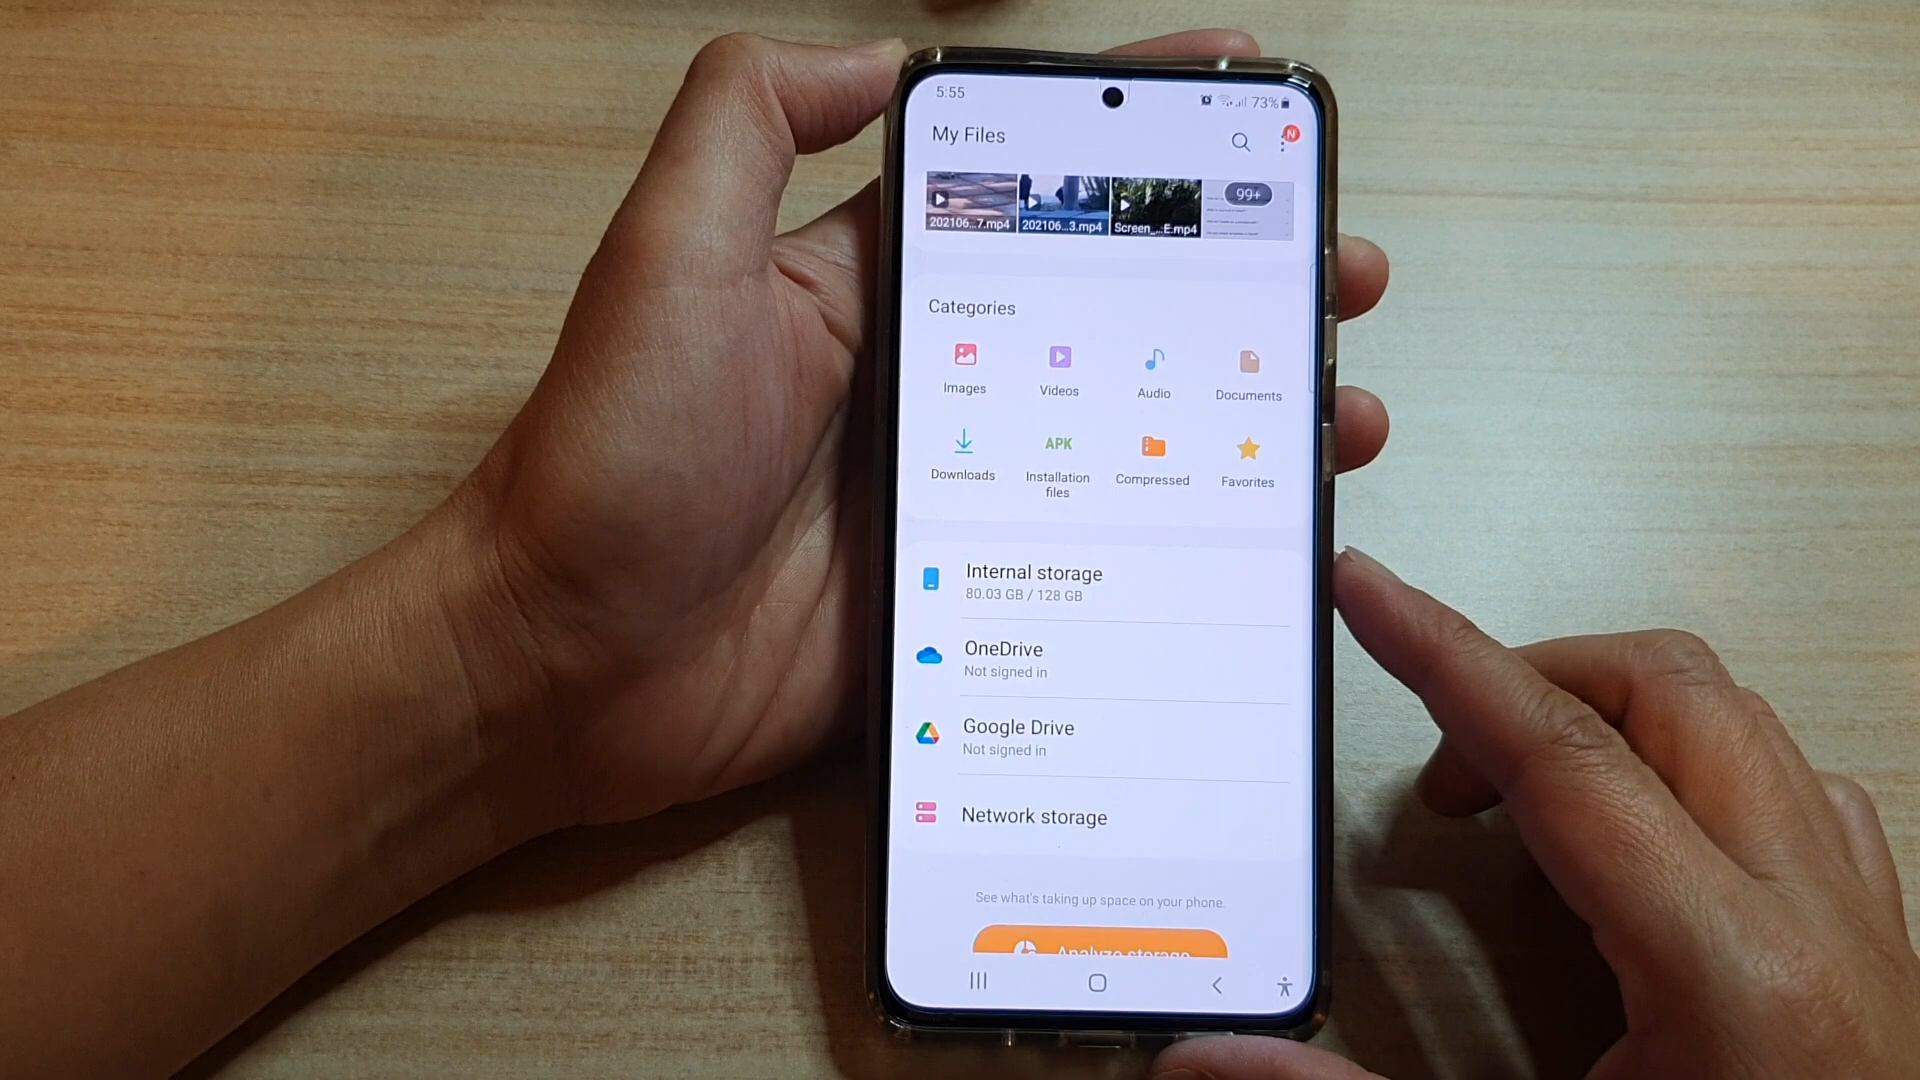 5:55
73%
My Files
N
202106...7.mp4
202106...3.mp4
Screen_...E.mp4
99+
Categories
Images
Videos
Audio
Documents
Downloads
APK
Installation
files
Compressed
Favorites
Internal storage
80.03 GB / 128 GB
OneDrive
Not signed in
Google Drive
Not signed in
Network storage
See what's taking up space on your phone.
Analyze storage